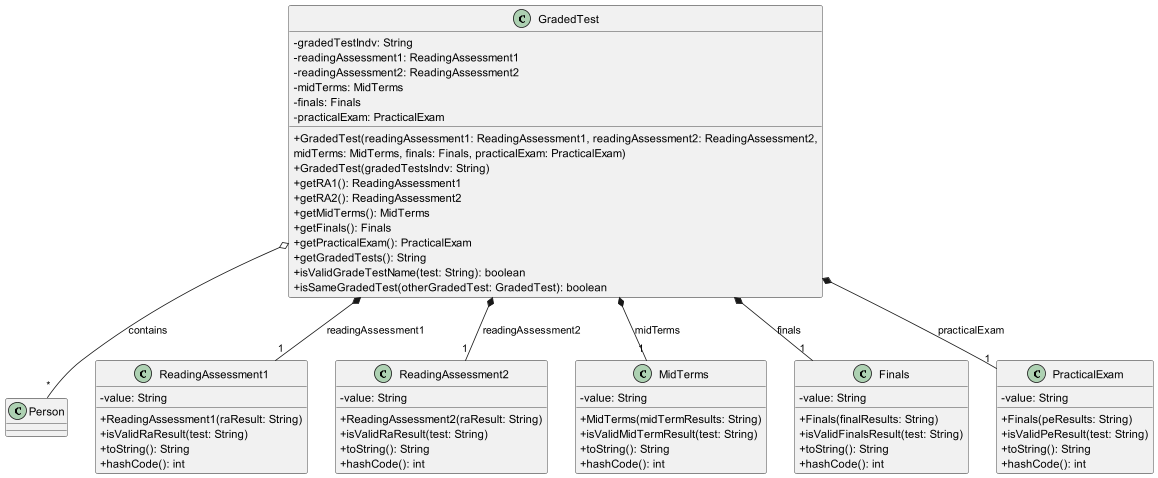 C GradedTest
-gradedTestIndv: String
-readingAssessment1: ReadingAssessment1
-readingAssessment2: ReadingAssessment2
-midTerms: MidTerms
-finals: Finals
-practicalExam: PracticalExam
+GradedTest(readingAssessment1: ReadingAssessment1, readingAssessment2: ReadingAssessment2,
midTerms: MidTerms, finals: Finals, practicalExam: PracticalExam)
+GradedTest(gradedTestsIndv: String)
+getRA1(): ReadingAssessment1
+getRA2(): ReadingAssessment2
+getMidTerms(): MidTerms
+getFinals(): Finals
+getPracticalExam(): PracticalExam
+getGradedTests(): String
+isValidGradeTestName(test: String): boolean
+isSameGradedTest(otherGradedTest: GradedTest): boolean
contains
readingAssessment1
readingAssessment2
midTerms
finals
practicalExam
*
1
1
1
1
1
C Person
C ReadingAssessment1
-value: String
+ReadingAssessment1(raResult: String)
+isValidRaResult(test: String)
+toString(): String
+hashCode(): int
C ReadingAssessment2
-value: String
+ReadingAssessment2(raResult: String)
+isValidRaResult(test: String)
+toString(): String
+hashCode(): int
C MidTerms
-value: String
+MidTerms(midTermResults: String)
+isValidMidTermResult(test: String)
+toString(): String
+hashCode(): int
C Finals
-value: String
+Finals(finalResults: String)
+isValidFinalsResult(test: String)
+toString(): String
+hashCode(): int
C PracticalExam
-value: String
+Finals(peResults: String)
+isValidPeResult(test: String)
+toString(): String
+hashCode(): int